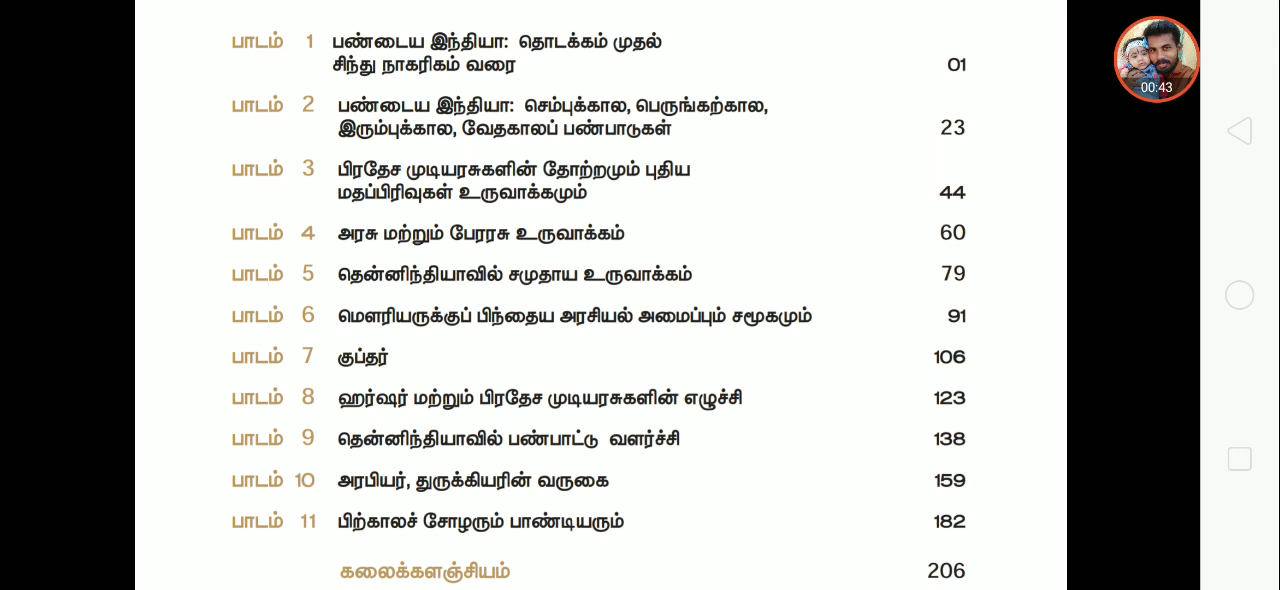 பாடம் 1 பண்டைய இந்தியா: தொடக்கம் முதல்
சிந்து நாகரிகம் வரை 01
பாடம் 2 பண்டைய இந்தியா: செம்புக்கால, பெருங்கற்கால,
இரும்புக்கால, வேதகாலப் பண்பாடுகள் 23
பாடம் 3 பிரதேச முடியரசுகளின் தோற்றமும் புதிய
மதப்பிரிவுகள் உருவாக்கமும் 44
பாடம் 4 அரசு மற்றும் பேரரசு உருவாக்கம் 60
பாடம் 5 தென்னிந்தியாவில் சமுதாய உருவாக்கம் 79
பாடம் 6 மௌரியருக்குப் பிந்தைய அரசியல் அமைப்பும் சமூகமும் 91
பாடம் 7 குப்தர் 106
பாடம் 8 ஹர்ஷர் மற்றும் பிரதேச முடியரசுகளின் எழுச்சி 123
பாடம் 9 தென்னிந்தியாவில் பண்பாட்டு வளர்ச்சி 138
பாடம் 10 அரபியர், துருக்கியரின் வருகை 159
பாடம் 11 பிற்காலச் சோழரும் பாண்டியரும் 182
கலைக்களஞ்சியம் 206
00:43